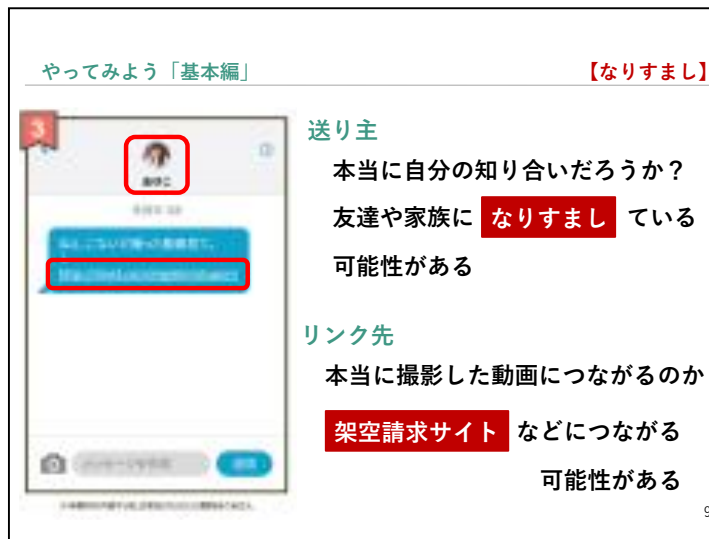 やってみよう「基本編」
【なりすまし】
3
送り主
本当に自分の知り合いだろうか？
友達や家族に なりすまし ている
可能性がある
リンク先
本当に撮影した動画につながるのか
架空請求サイト などにつながる
可能性がある
9